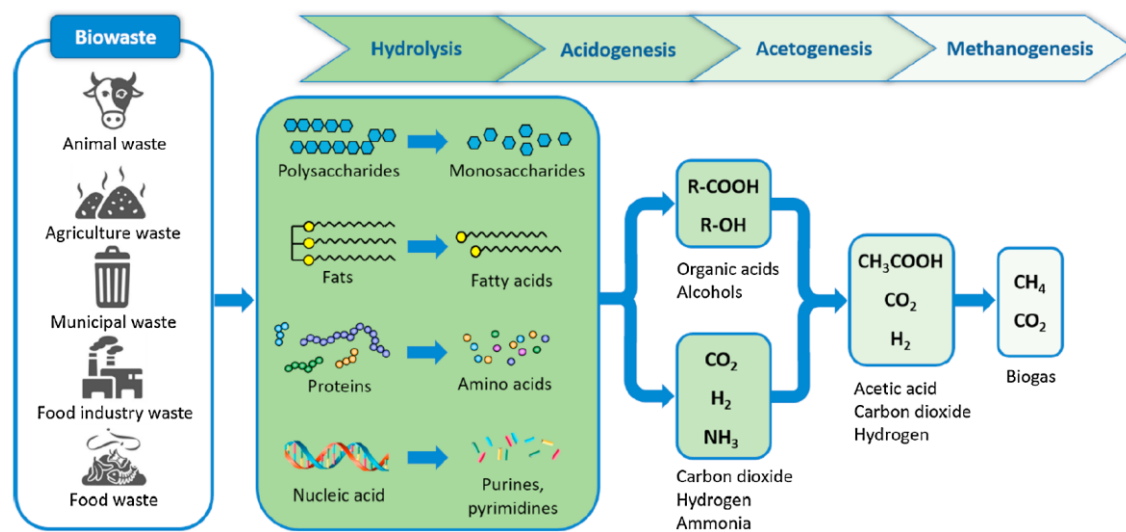 Biowaste
Animal waste
Agriculture waste
Municipal waste
Food industry waste
Food waste
Hydrolysis
Acidogenesis
Acetogenesis
Methanogenesis
Polysaccharides
Monosaccharides
Fats
Fatty acids
Proteins
Amino acids
Nucleic acid
Purines,
pyrimidines
R-COOH
R-OH
Organic acids
Alcohols
CO₂
H₂
NH₃
Carbon dioxide
Hydrogen
Ammonia
CH₃COOH
CO₂
H₂
Acetic acid
Carbon dioxide
Hydrogen
CH₄
CO₂
Biogas